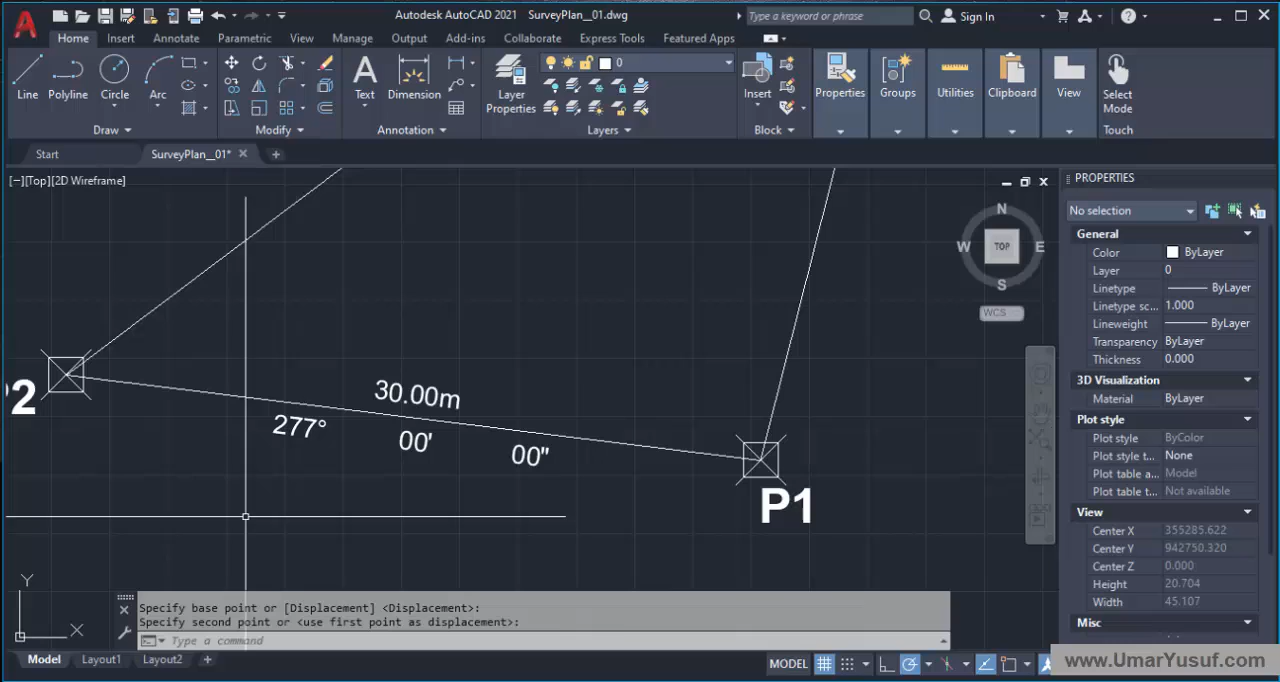 Autodesk AutoCAD 2021 SurveyPlan_01.dwg
Type a keyword or phrase
Sign In
Home Insert Annotate Parametric View Manage Output Add-ins Collaborate Express Tools Featured Apps
Line Polyline Circle Arc
Text Dimension
Layer Properties
0
Insert
Properties Groups Utilities Clipboard View
Select Mode
Draw Modify Annotation Layers Block Touch
Start SurveyPlan_01*
[−][Top][2D Wireframe]
N
W TOP E
S
WCS
30.00m
277° 00' 00"
P2
P1
Y
X
Specify base point or [Displacement] <Displacement>:
Specify second point or <use first point as displacement>:
Type a command
Model Layout1 Layout2 +
MODEL
PROPERTIES
No selection
General
Color ByLayer
Layer 0
Linetype ByLayer
Linetype sc... 1.000
Lineweight ByLayer
Transparency ByLayer
Thickness 0.000
3D Visualization
Material ByLayer
Plot style
Plot style ByColor
Plot style t... None
Plot table a... Model
Plot table t... Not available
View
Center X 355285.622
Center Y 942750.320
Center Z 0.000
Height 20.704
Width 45.107
Misc
www.UmarYusuf.com